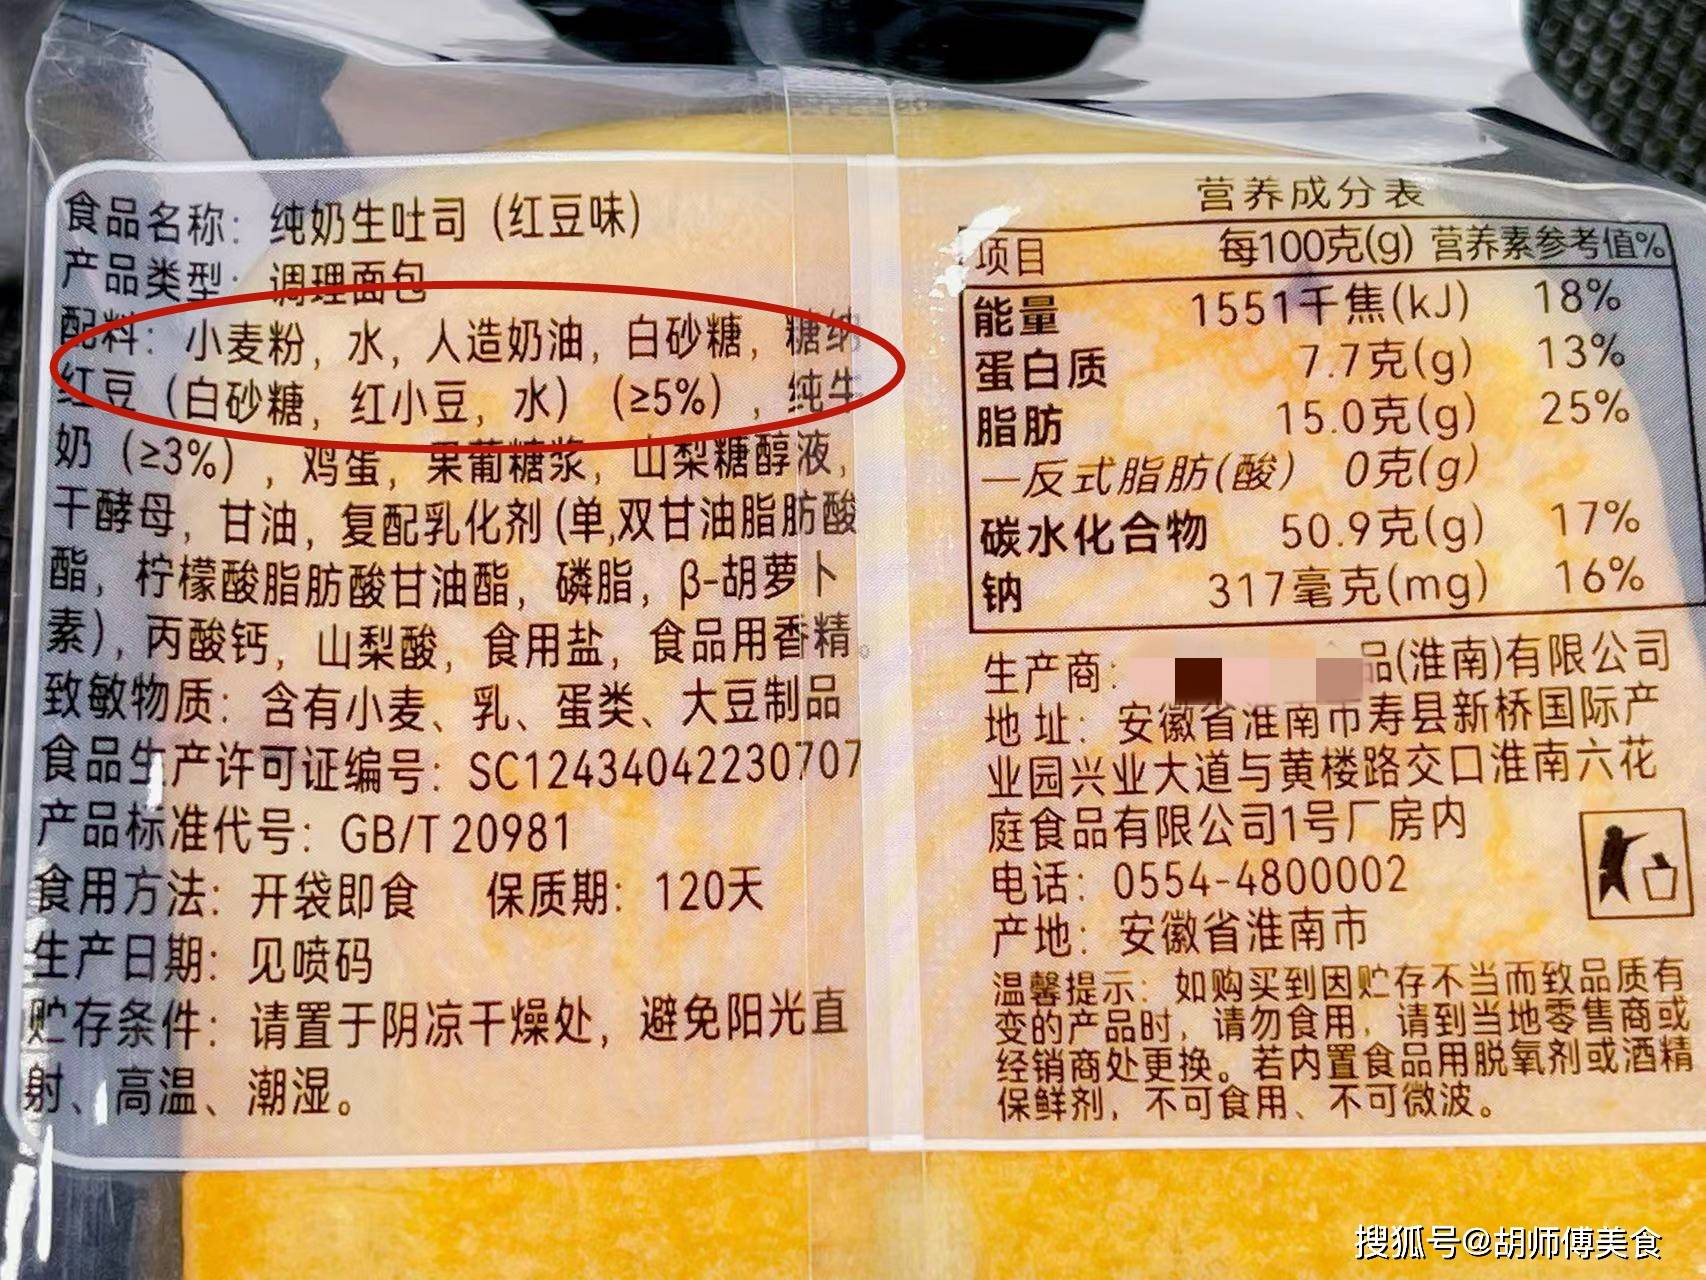 食品名称：纯奶生吐司（红豆味）
产品类型：调理面包
配料：小麦粉，水，人造奶油，白砂糖，糖纳
红豆（白砂糖，红小豆，水）（≥5%），纯牛
奶（≥3%），鸡蛋，果葡糖浆，山梨糖醇液，
干酵母，甘油，复配乳化剂(单,双甘油脂肪酸
酯，柠檬酸脂肪酸甘油酯，磷脂，β-胡萝卜
素)，丙酸钙，山梨酸，食用盐，食品用香精。
致敏物质：含有小麦、乳、蛋类、大豆制品
食品生产许可证编号：SC12434042230707
产品标准代号：GB/T 20981
食用方法：开袋即食 保质期：120天
生产日期：见喷码
贮存条件：请置于阴凉干燥处，避免阳光直
射、高温、潮湿。
营养成分表
项目 每100克(g) 营养素参考值%
能量 1551千焦(kJ) 18%
蛋白质 7.7克(g) 13%
脂肪 15.0克(g) 25%
—反式脂肪(酸) 0克(g)
碳水化合物 50.9克(g) 17%
钠 317毫克(mg) 16%
生产商： 品(淮南)有限公司
地址：安徽省淮南市寿县新桥国际产
业园兴业大道与黄楼路交口淮南六花
庭食品有限公司1号厂房内
电话：0554-4800002
产地：安徽省淮南市
温馨提示：如购买到因贮存不当而致品质有
变的产品时，请勿食用，请到当地零售商或
经销商处更换。若内置食品用脱氧剂或酒精
保鲜剂，不可食用、不可微波。
搜狐号@胡师傅美食